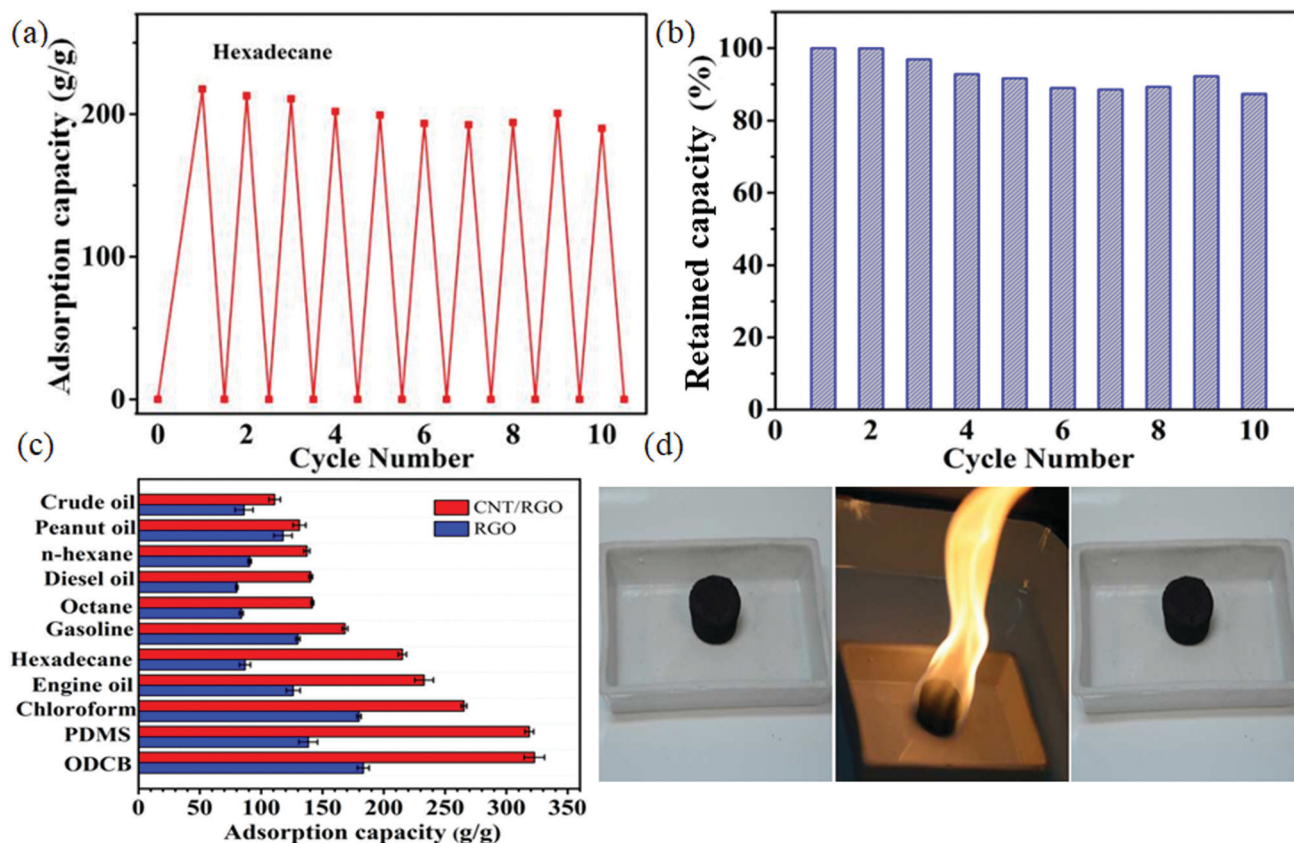 (a)
Hexadecane
Adsorption capacity (g/g)
200
100
0
0 2 4 6 8 10
Cycle Number
(b)
Retained capacity (%)
100
80
60
40
20
0
0 2 4 6 8 10
Cycle Number
(c)
CNT/RGO
RGO
Crude oil
Peanut oil
n-hexane
Diesel oil
Octane
Gasoline
Hexadecane
Engine oil
Chloroform
PDMS
ODCB
0 50 100 150 200 250 300 350
Adsorption capacity (g/g)
(d)